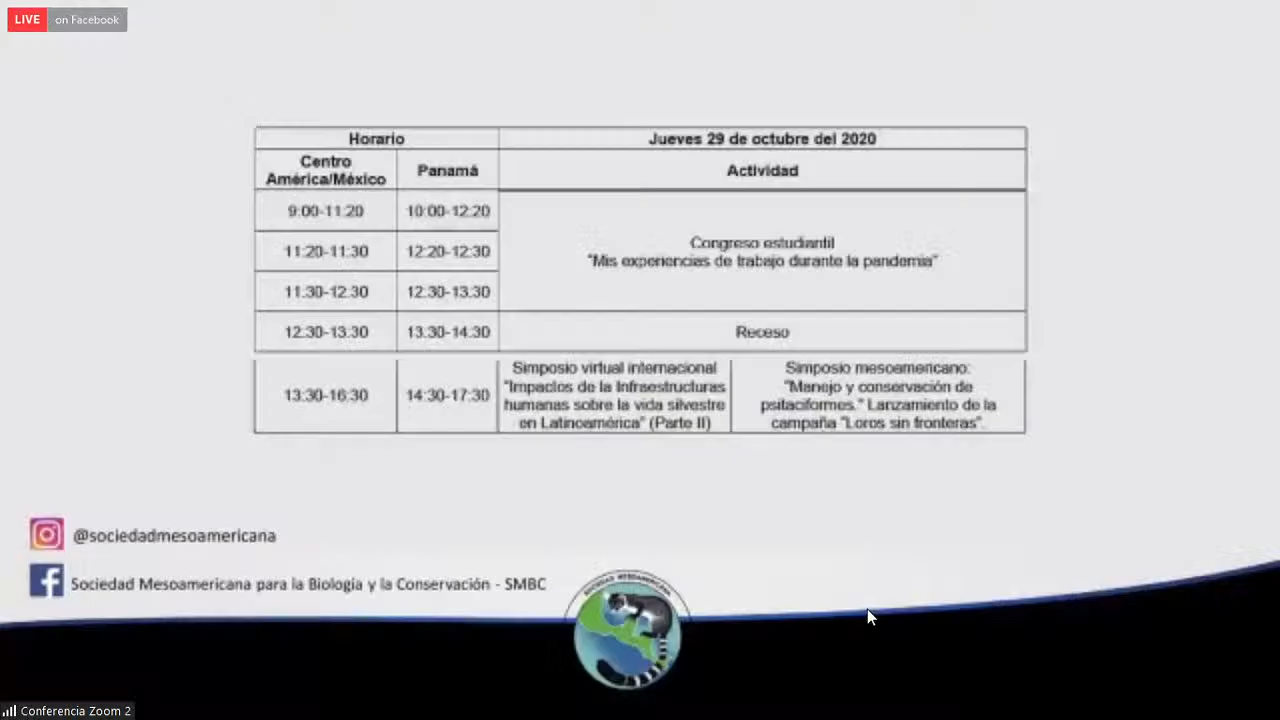 LIVE on Facebook
Horario Jueves 29 de octubre del 2020
Centro América/México Panamá Actividad
9:00-11:20 10:00-12:20
Congreso estudiantil
"Mis experiencias de trabajo durante la pandemia"
11:20-11:30 12:20-12:30
11:30-12:30 12:30-13:30
12:30-13:30 13:30-14:30 Receso
13:30-16:30 14:30-17:30
Simposio virtual internacional
"Impactos de la Infraestructuras
humanas sobre la vida silvestre
en Latinoamérica" (Parte II)
Simposio mesoamericano:
"Manejo y conservación de
psitaciformes." Lanzamiento de la
campaña "Loros sin fronteras".
@sociedadmesoamericana
Sociedad Mesoamericana para la Biología y la Conservación - SMBC
SOCIEDAD MESOAMERICANA
Conferencia Zoom 2